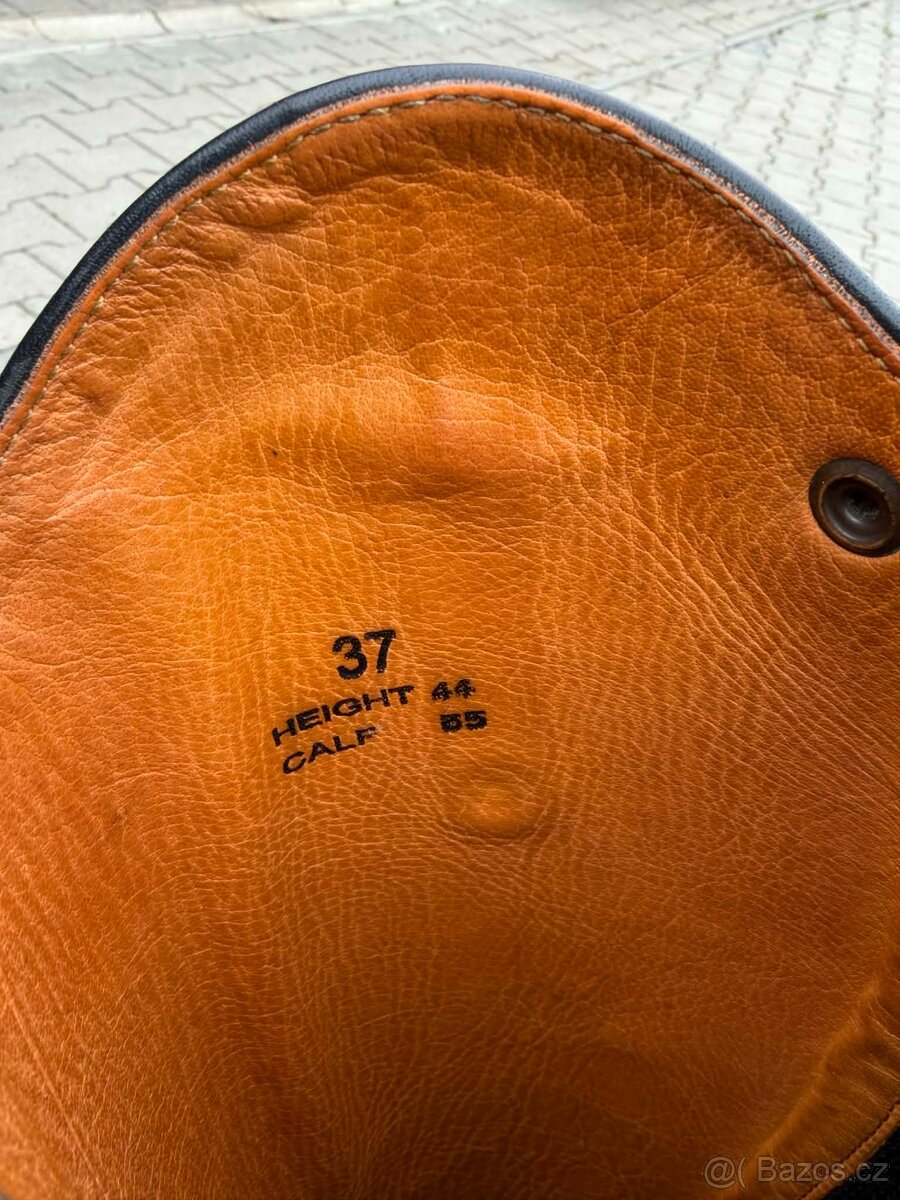 37
HEIGHT 44
CALF 35
@( Bazos.cz